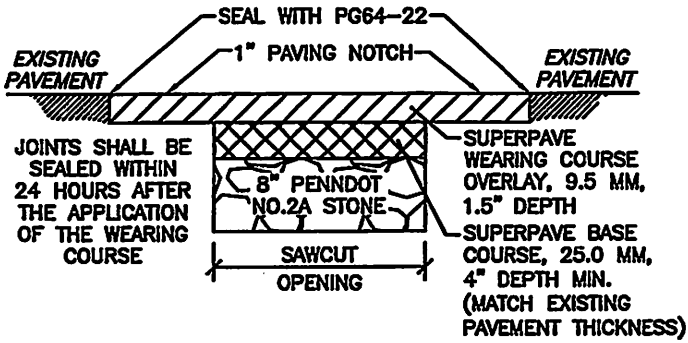 SEAL WITH PG64-22
1" PAVING NOTCH
EXISTING
PAVEMENT
EXISTING
PAVEMENT
JOINTS SHALL BE
SEALED WITHIN
24 HOURS AFTER
THE APPLICATION
OF THE WEARING
COURSE
8" PENNDOT
NO.2A STONE
SAWCUT
OPENING
SUPERPAVE
WEARING COURSE
OVERLAY, 9.5 MM,
1.5" DEPTH
SUPERPAVE BASE
COURSE, 25.0 MM,
4" DEPTH MIN.
(MATCH EXISTING
PAVEMENT THICKNESS)